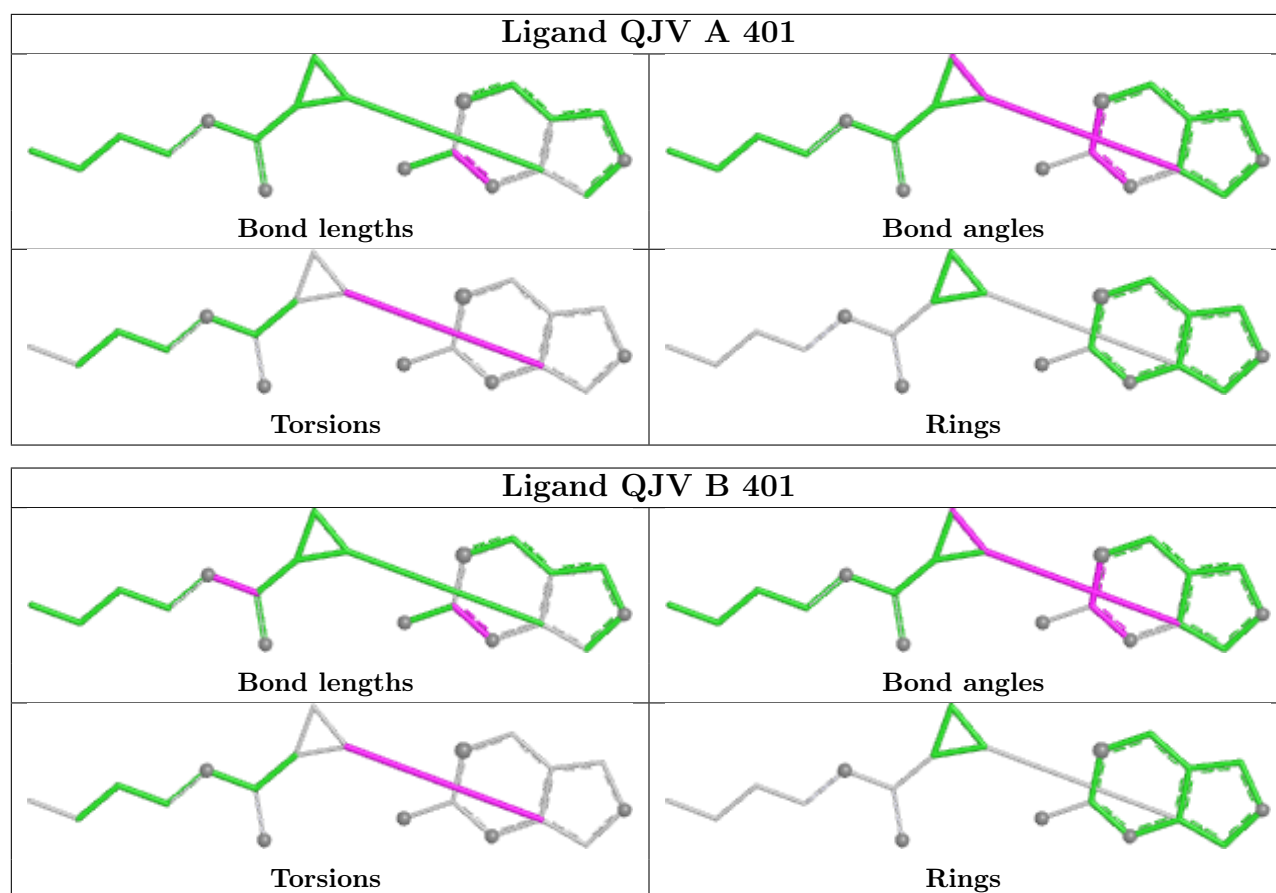 Ligand QJV A 401
Bond lengths
Bond angles
Torsions
Rings
Ligand QJV B 401
Bond lengths
Bond angles
Torsions
Rings